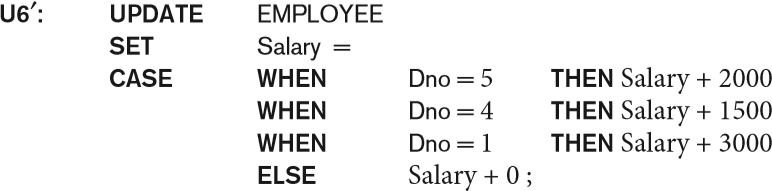 U6′: UPDATE EMPLOYEE
SET Salary =
CASE WHEN Dno = 5 THEN Salary + 2000
WHEN Dno = 4 THEN Salary + 1500
WHEN Dno = 1 THEN Salary + 3000
ELSE Salary + 0 ;